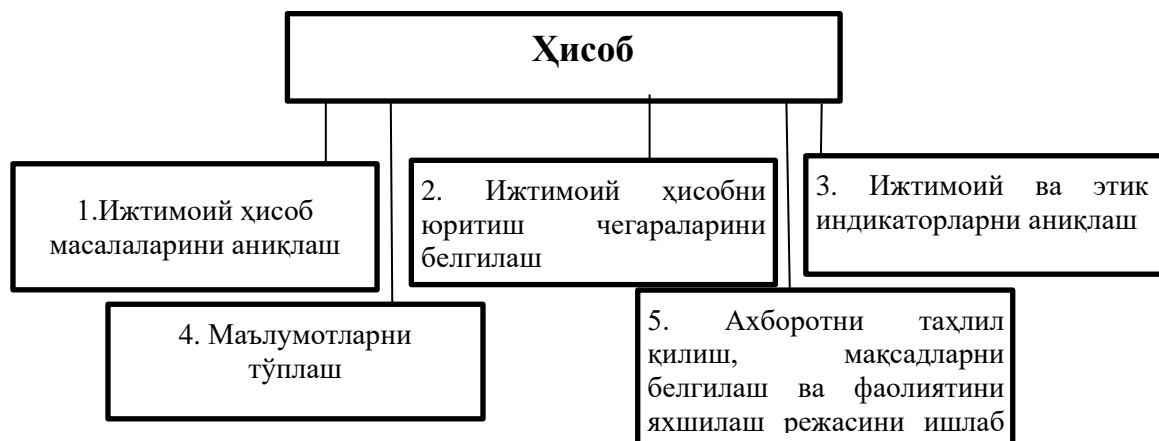 Ҳисоб
1.Ижтимоий ҳисоб
масалаларини аниқлаш
2. Ижтимоий ҳисобни
юритиш чегараларини
белгилаш
3. Ижтимоий ва этик
индикаторларни аниқлаш
4. Маълумотларни
тўплаш
5. Ахборотни таҳлил
қилиш, мақсадларни
белгилаш ва фаолиятини
яхшилаш режасини ишлаб